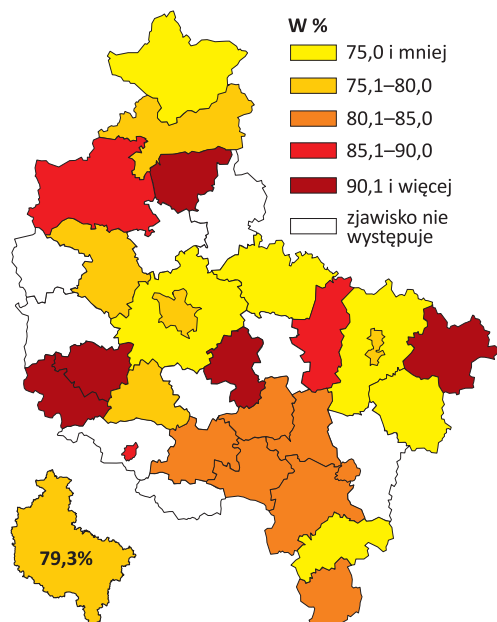 W %
75,0 i mniej
75,1–80,0
80,1–85,0
85,1–90,0
90,1 i więcej
zjawisko nie
występuje
79,3%